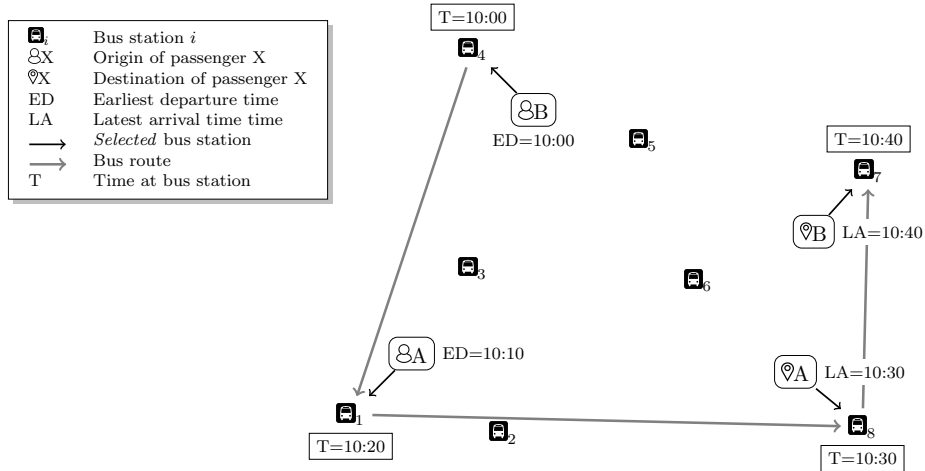 i Bus station i
X Origin of passenger X
X Destination of passenger X
ED Earliest departure time
LA Latest arrival time time
Selected bus station
Bus route
T Time at bus station
T=10:00
4
B
ED=10:00
5
T=10:40
7
B LA=10:40
3
6
A ED=10:10
A LA=10:30
1
T=10:20
2
8
T=10:30